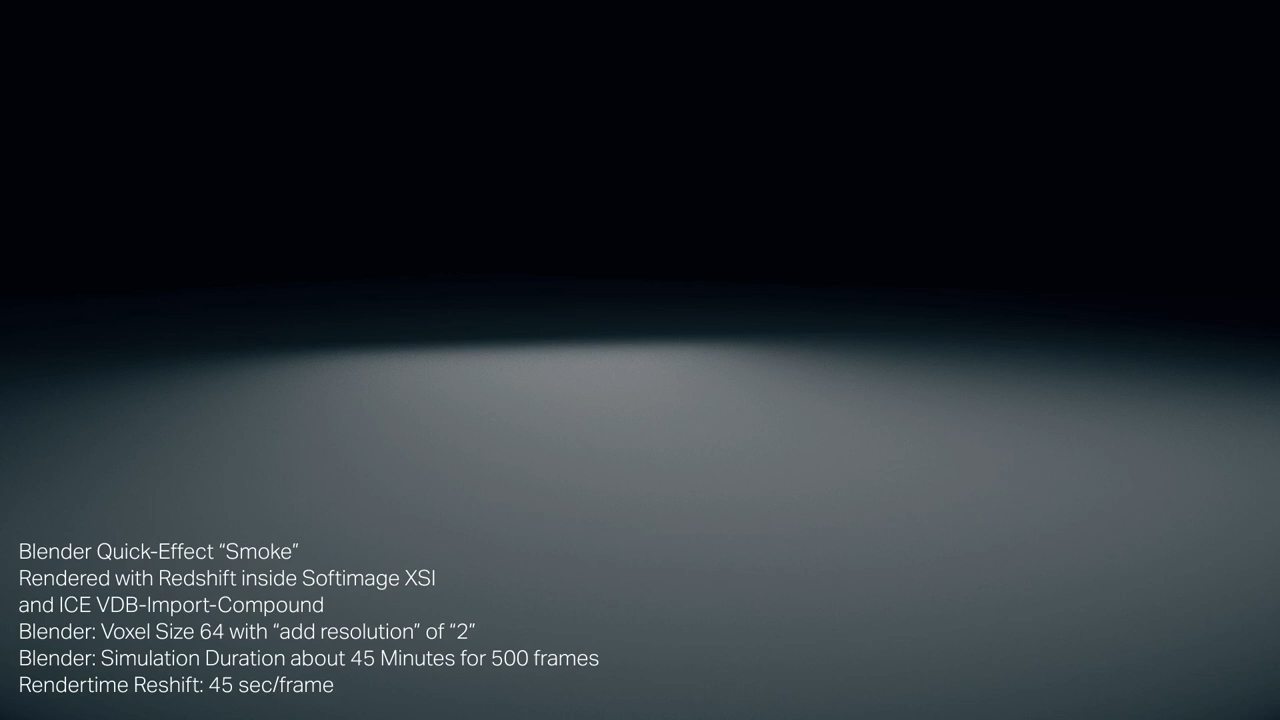 Blender Quick-Effect “Smoke”
Rendered with Redshift inside Softimage XSI
and ICE VDB-Import-Compound
Blender: Voxel Size 64 with “add resolution” of “2”
Blender: Simulation Duration about 45 Minutes for 500 frames
Rendertime Reshift: 45 sec/frame